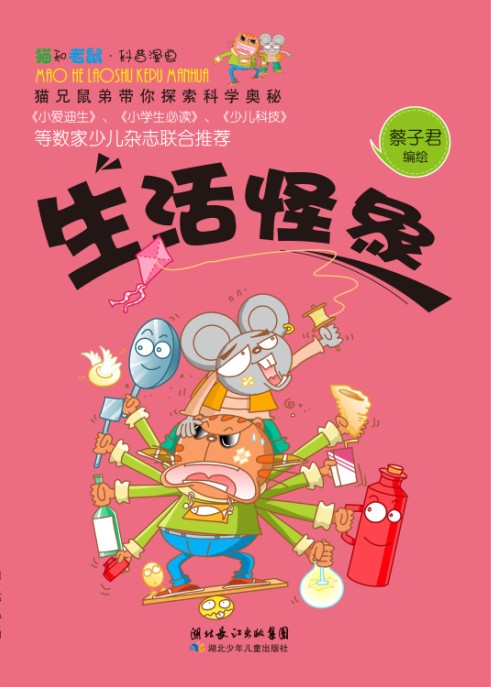 猫和老鼠·科普漫画
MAO HE LAOSHU KEPU MANHUA
猫兄鼠弟带你探索科学奥秘
《小爱迪生》、《小学生必读》、《少儿科技》
等数家少儿杂志联合推荐
蔡子君
编绘
生活怪象
湖北长江出版集团
湖北少年儿童出版社